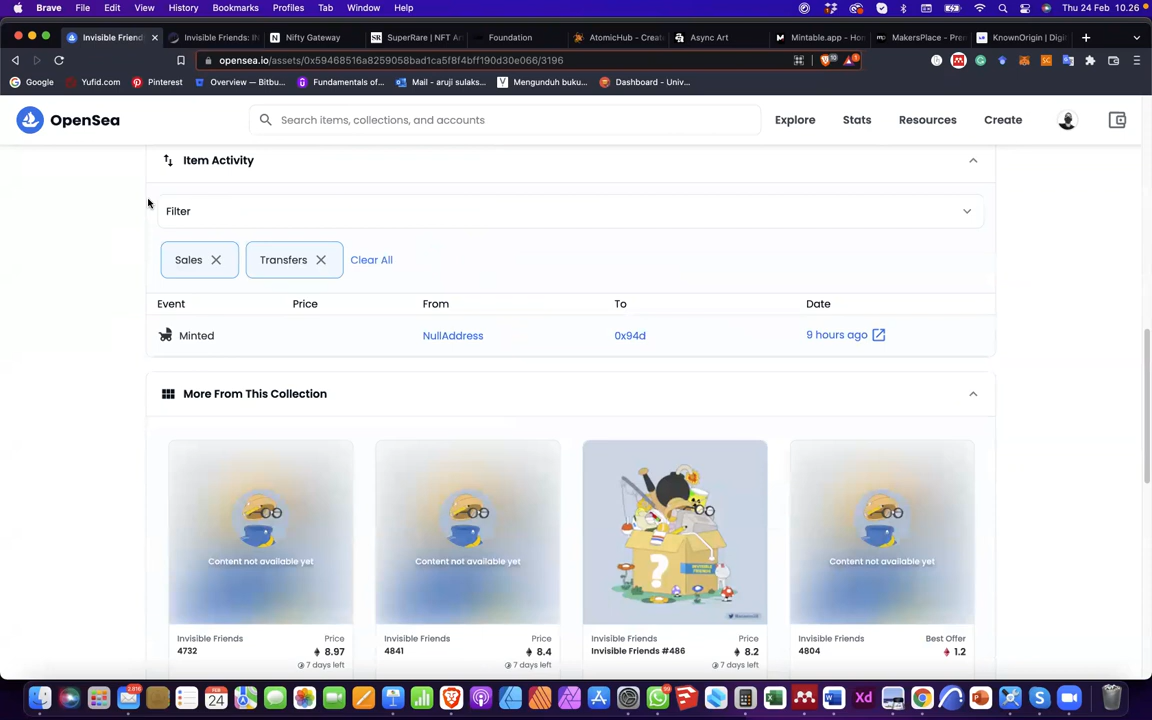 Brave File Edit View History Bookmarks Profiles Tab Window Help Thu 24 Feb 10.26
Invisible Friend Invisible Friends: IN Nifty Gateway SuperRare | NFT Ar Foundation AtomicHub - Creat Async Art Mintable.app - Hon MakersPlace - Prem KnownOrigin | Digi
opensea.io/assets/0x59468516a8259058bad1ca5f8f4bff190d30e066/3196
Google Yufid.com Pinterest Overview – Bitbu... Fundamentals of... Mail - aruji sulaks... Mengunduh buku... Dashboard - Univ...
OpenSea Search items, collections, and accounts Explore Stats Resources Create
Item Activity
Filter
Sales Transfers Clear All
Event Price From To Date
Minted NullAddress 0x94d 9 hours ago
More From This Collection
Content not available yet Content not available yet ? INVISIBLE FRIENDS Content not available yet
Invisible Friends Price Invisible Friends Price Invisible Friends Price Invisible Friends Best Offer
4732 8.97 4841 8.4 Invisible Friends #486 8.2 4804 1.2
7 days left 7 days left 7 days left